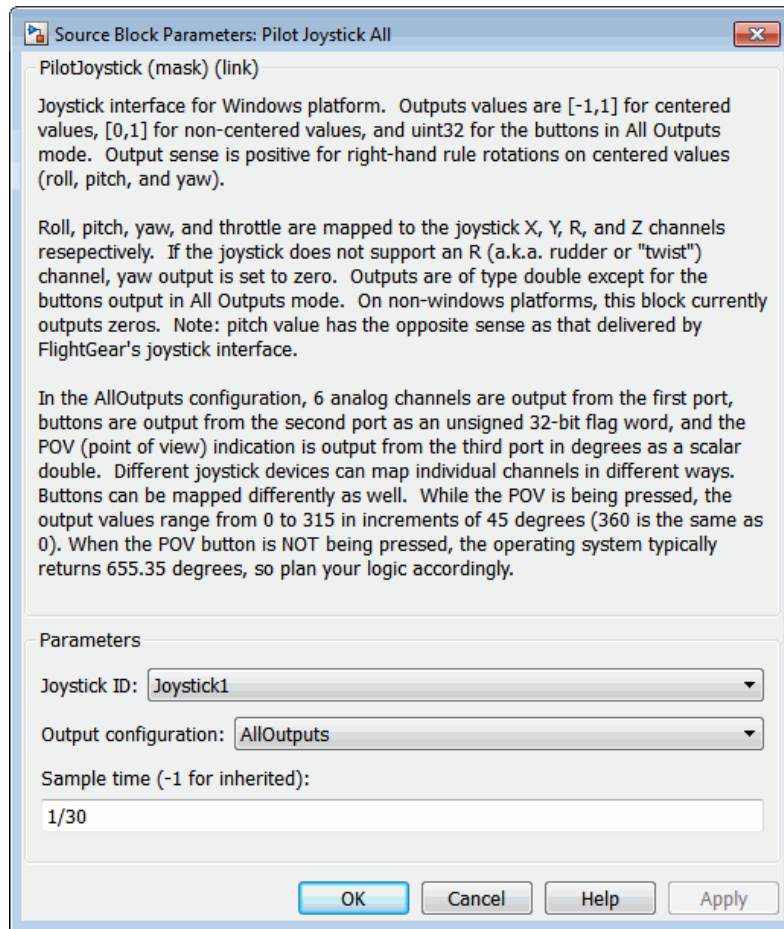 Source Block Parameters: Pilot Joystick All
PilotJoystick (mask) (link)
Joystick interface for Windows platform.  Outputs values are [-1,1] for centered
values, [0,1] for non-centered values, and uint32 for the buttons in All Outputs
mode.  Output sense is positive for right-hand rule rotations on centered values
(roll, pitch, and yaw).
Roll, pitch, yaw, and throttle are mapped to the joystick X, Y, R, and Z channels
resepectively.  If the joystick does not support an R (a.k.a. rudder or "twist")
channel, yaw output is set to zero.  Outputs are of type double except for the
buttons output in All Outputs mode.  On non-windows platforms, this block currently
outputs zeros.  Note: pitch value has the opposite sense as that delivered by
FlightGear's joystick interface.
In the AllOutputs configuration, 6 analog channels are output from the first port,
buttons are output from the second port as an unsigned 32-bit flag word, and the
POV (point of view) indication is output from the third port in degrees as a scalar
double.  Different joystick devices can map individual channels in different ways.
Buttons can be mapped differently as well.  While the POV is being pressed, the
output values range from 0 to 315 in increments of 45 degrees (360 is the same as
0). When the POV button is NOT being pressed, the operating system typically
returns 655.35 degrees, so plan your logic accordingly.
Parameters
Joystick ID: Joystick1
Output configuration: AllOutputs
Sample time (-1 for inherited):
1/30
OK Cancel Help Apply